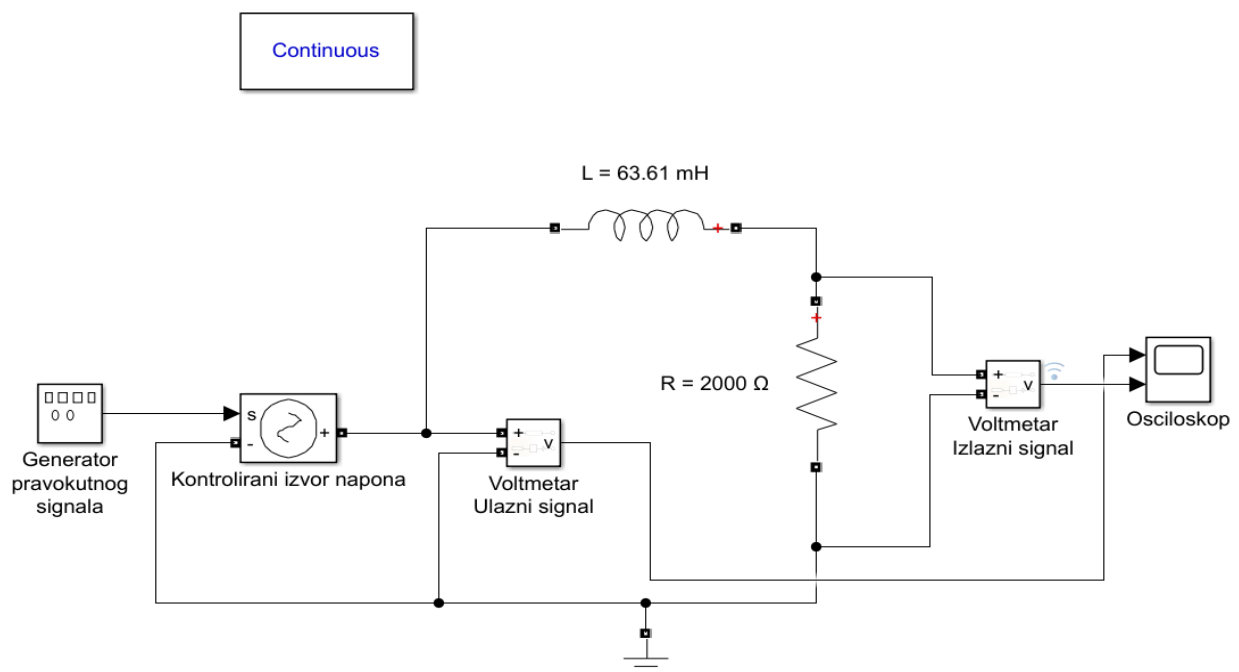 Continuous
L = 63.61 mH
R = 2000 Ω
Generator
pravokutnog
signala
s
-
+
Kontrolirani izvor napona
+
-
v
Voltmetar
Ulazni signal
+
-
v
Voltmetar
Izlazni signal
Osciloskop